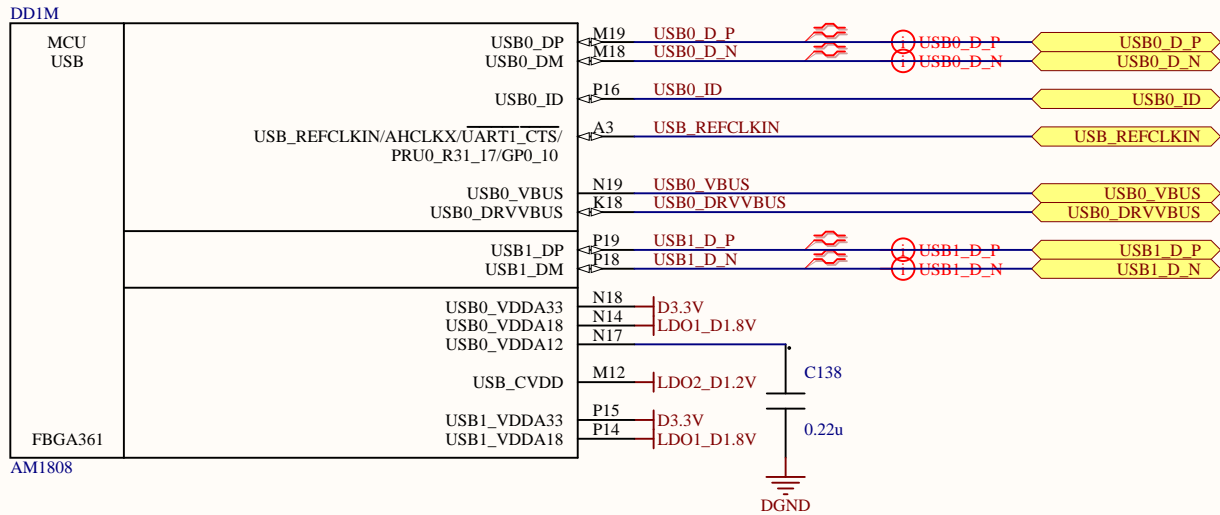 DD1M
MCU
USB
USB0_DP M19 USB0_D_P i USB0_D_P USB0_D_P
USB0_DM M18 USB0_D_N i USB0_D_N USB0_D_N
USB0_ID P16 USB0_ID USB0_ID
USB_REFCLKIN/AHCLKX/UART1_CTS/ A3 USB_REFCLKIN USB_REFCLKIN
PRU0_R31_17/GP0_10
USB0_VBUS N19 USB0_VBUS USB0_VBUS
USB0_DRVVBUS K18 USB0_DRVVBUS USB0_DRVVBUS
USB1_DP P19 USB1_D_P i USB1_D_P USB1_D_P
USB1_DM P18 USB1_D_N i USB1_D_N USB1_D_N
USB0_VDDA33 N18 D3.3V
USB0_VDDA18 N14 LDO1_D1.8V
USB0_VDDA12 N17
C138
USB_CVDD M12 LDO2_D1.2V
USB1_VDDA33 P15 D3.3V
0.22u
FBGA361 USB1_VDDA18 P14 LDO1_D1.8V
AM1808
DGND